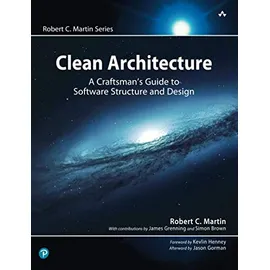 Robert C. Martin Series
Clean Architecture
A Craftsman's Guide to
Software Structure and Design
Robert C. Martin
With contributions by James Grenning and Simon Brown
Foreword by Kevlin Henney
Afterword by Jason Gorman
P